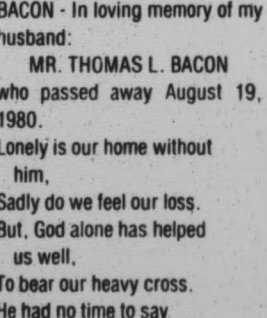 BACON - In loving memory of my
husband:
MR. THOMAS L. BACON
who passed away August 19,
1980.
Lonely is our home without
him,
Sadly do we feel our loss.
But, God alone has helped
us well,
To bear our heavy cross.
He had no time to say